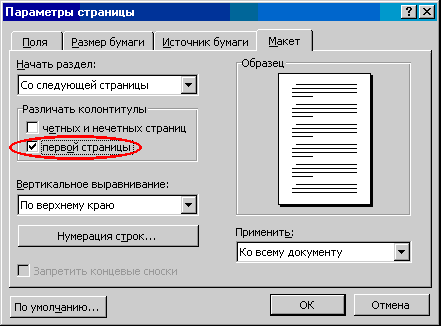 Параметры страницы
Поля
Размер бумаги
Источник бумаги
Макет
Начать раздел:
Со следующей страницы
Различать колонтитулы
четных и нечетных страниц
первой страницы
Вертикальное выравнивание:
По верхнему краю
Нумерация строк...
Запретить концевые сноски
Образец
Применить:
Ко всему документу
По умолчанию...
ОК
Отмена